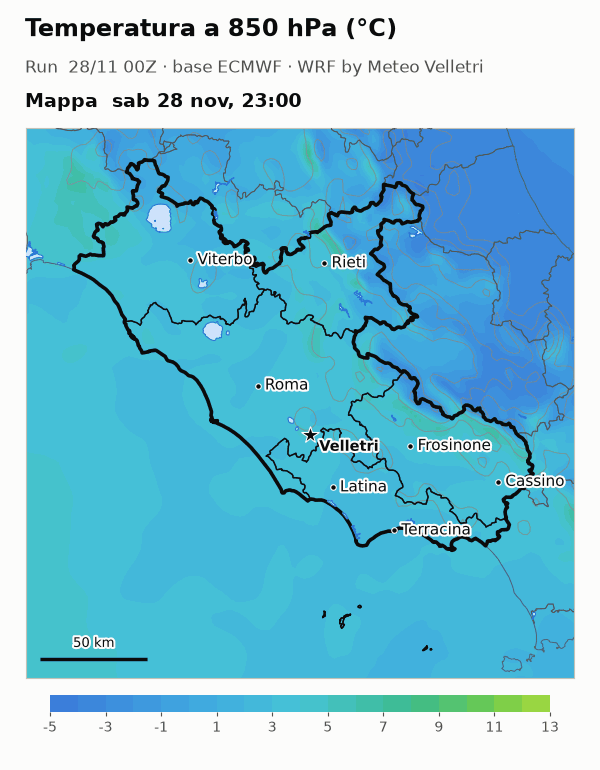 Temperatura a 850 hPa (°C)
Run  28/11 00Z · base ECMWF · WRF by Meteo Velletri
Mappa  sab 28 nov, 23:00
Viterbo
Rieti
Roma
Velletri
Frosinone
Cassino
Latina
Terracina
50 km
-5 -3 -1 1 3 5 7 9 11 13